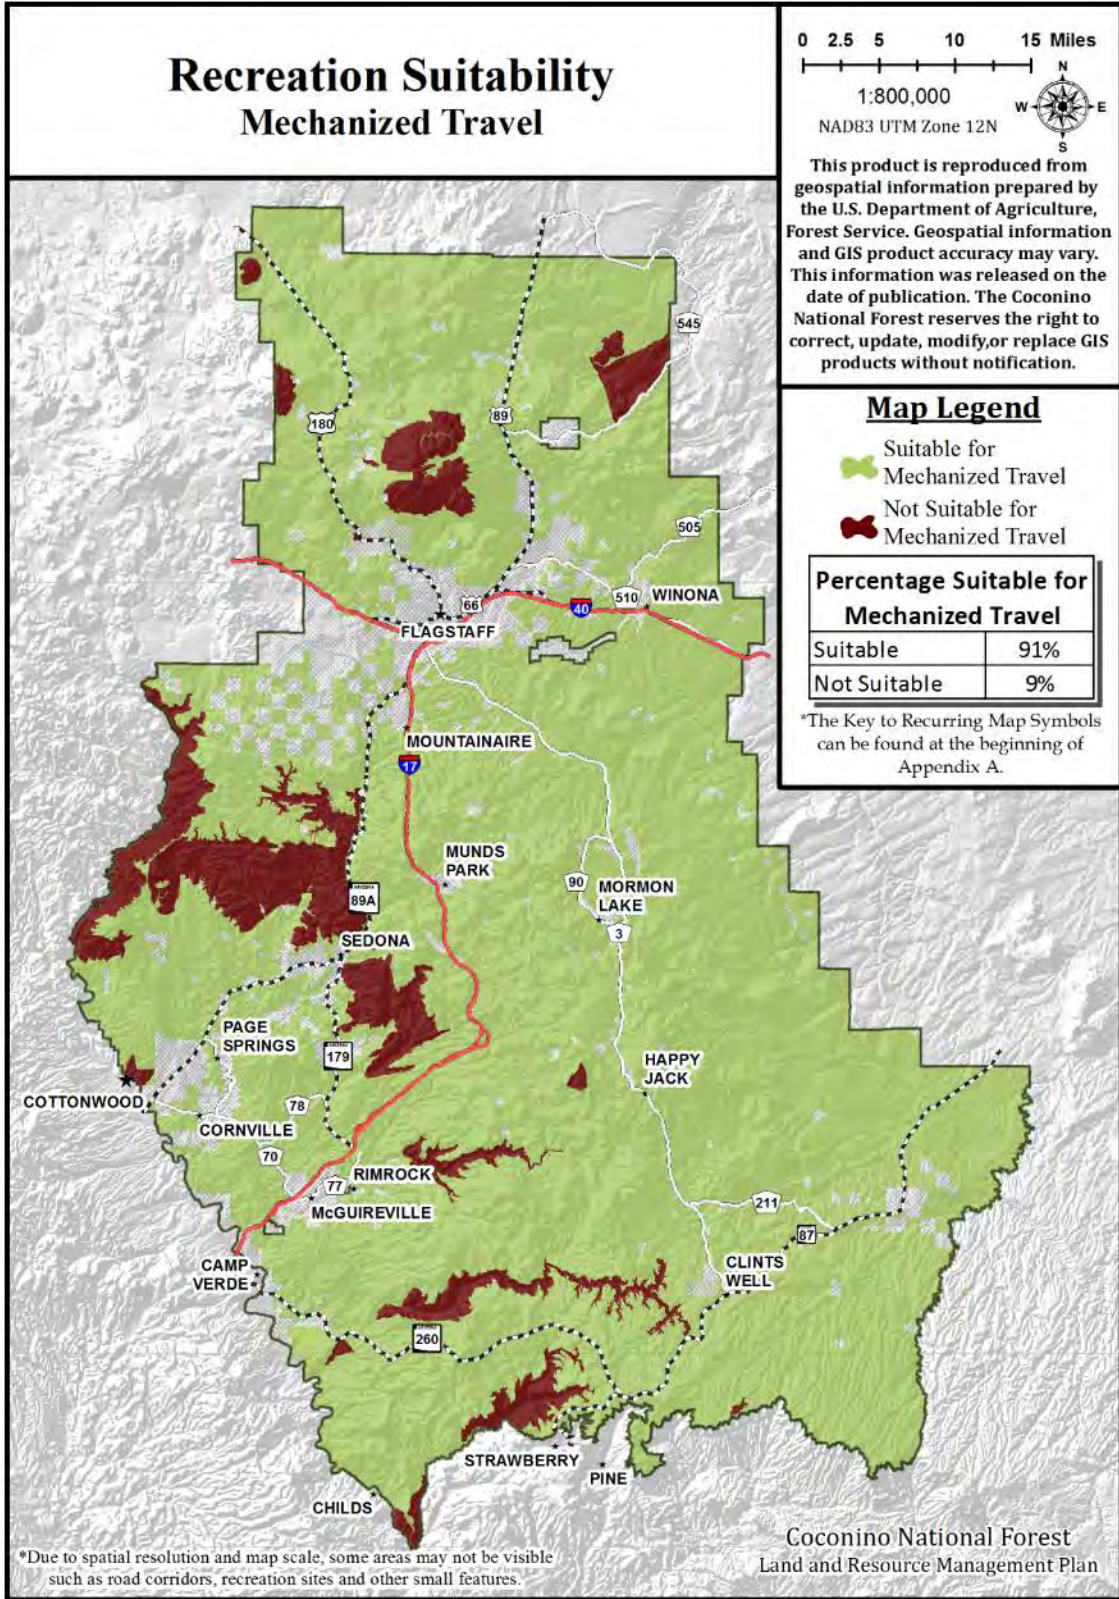 Recreation Suitability
Mechanized Travel
0 2.5 5 10 15 Miles
1:800,000
NAD83 UTM Zone 12N
N
W E
S
This product is reproduced from
geospatial information prepared by
the U.S. Department of Agriculture,
Forest Service. Geospatial information
and GIS product accuracy may vary.
This information was released on the
date of publication. The Coconino
National Forest reserves the right to
correct, update, modify,or replace GIS
products without notification.
Map Legend
Suitable for
Mechanized Travel
Not Suitable for
Mechanized Travel
Percentage Suitable for
Mechanized Travel
Suitable 91%
Not Suitable 9%
*The Key to Recurring Map Symbols
can be found at the beginning of
Appendix A.
545
180
89
505
510
WINONA
66
40
FLAGSTAFF
MOUNTAINAIRE
17
MUNDS
PARK
90
MORMON
LAKE
89A
3
SEDONA
PAGE
SPRINGS
179
HAPPY
JACK
COTTONWOOD
78
CORNVILLE
70
RIMROCK
77
McGUIREVILLE
211
87
CAMP
VERDE
CLINTS
WELL
260
STRAWBERRY
PINE
CHILDS
*Due to spatial resolution and map scale, some areas may not be visible
such as road corridors, recreation sites and other small features.
Coconino National Forest
Land and Resource Management Plan